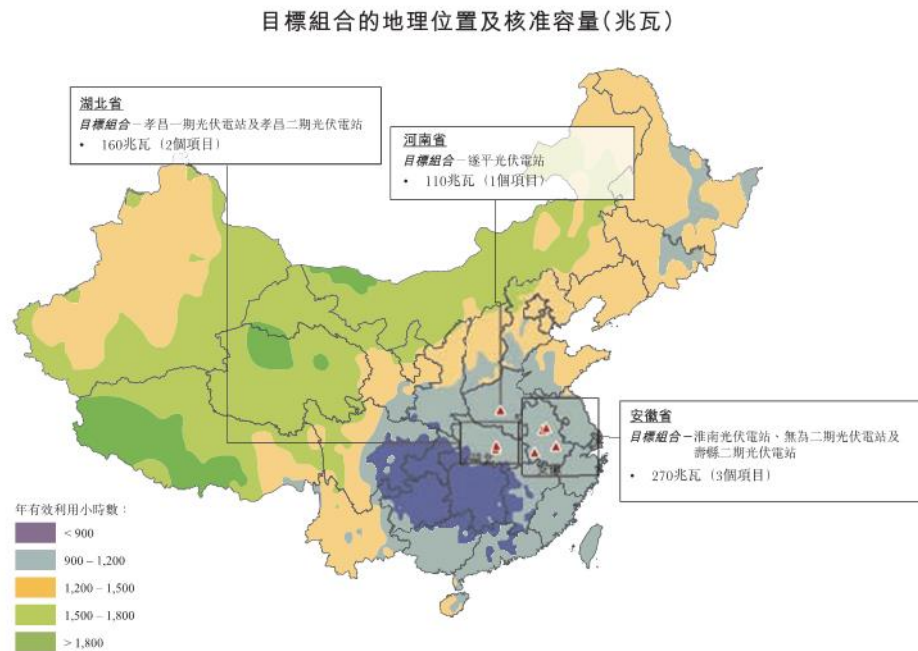 目標組合的地理位置及核准容量(兆瓦)
湖北省
目標組合－孝昌一期光伏電站及孝昌二期光伏電站
• 160兆瓦（2個項目）
河南省
目標組合－遂平光伏電站
• 110兆瓦（1個項目）
安徽省
目標組合－淮南光伏電站、無為二期光伏電站及
壽縣二期光伏電站
• 270兆瓦（3個項目）
年有效利用小時數：
< 900
900 – 1,200
1,200 – 1,500
1,500 – 1,800
> 1,800